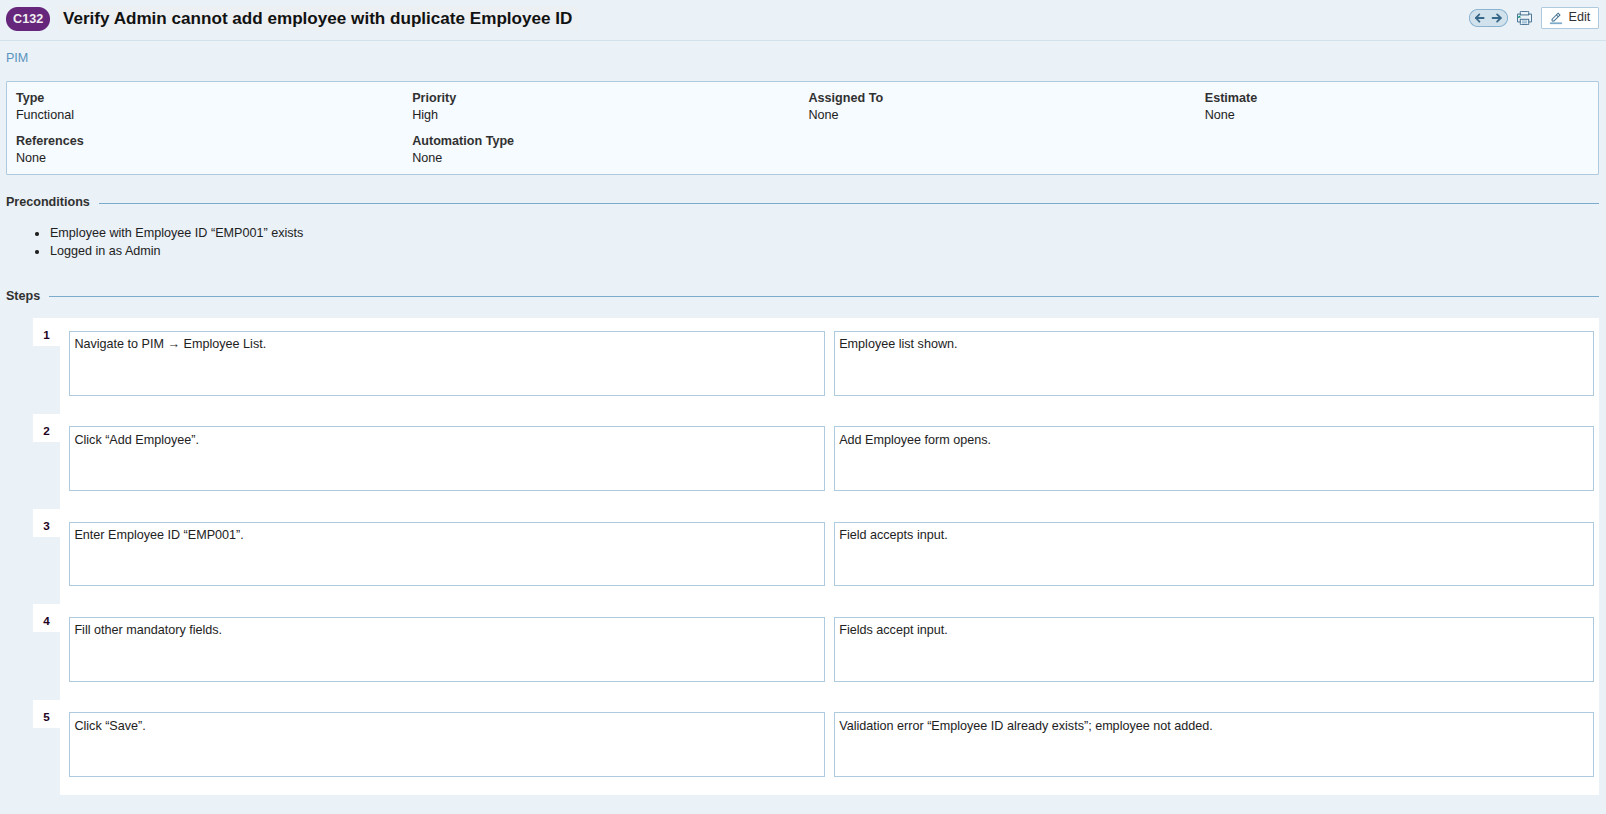 C132 Verify Admin cannot add employee with duplicate Employee ID Edit
PIM
Type Priority Assigned To Estimate
Functional High None None
References Automation Type
None None
Preconditions
• Employee with Employee ID “EMP001” exists
• Logged in as Admin
Steps
1 Navigate to PIM → Employee List. Employee list shown.
2 Click “Add Employee”. Add Employee form opens.
3 Enter Employee ID “EMP001”. Field accepts input.
4 Fill other mandatory fields. Fields accept input.
5 Click “Save”. Validation error “Employee ID already exists”; employee not added.